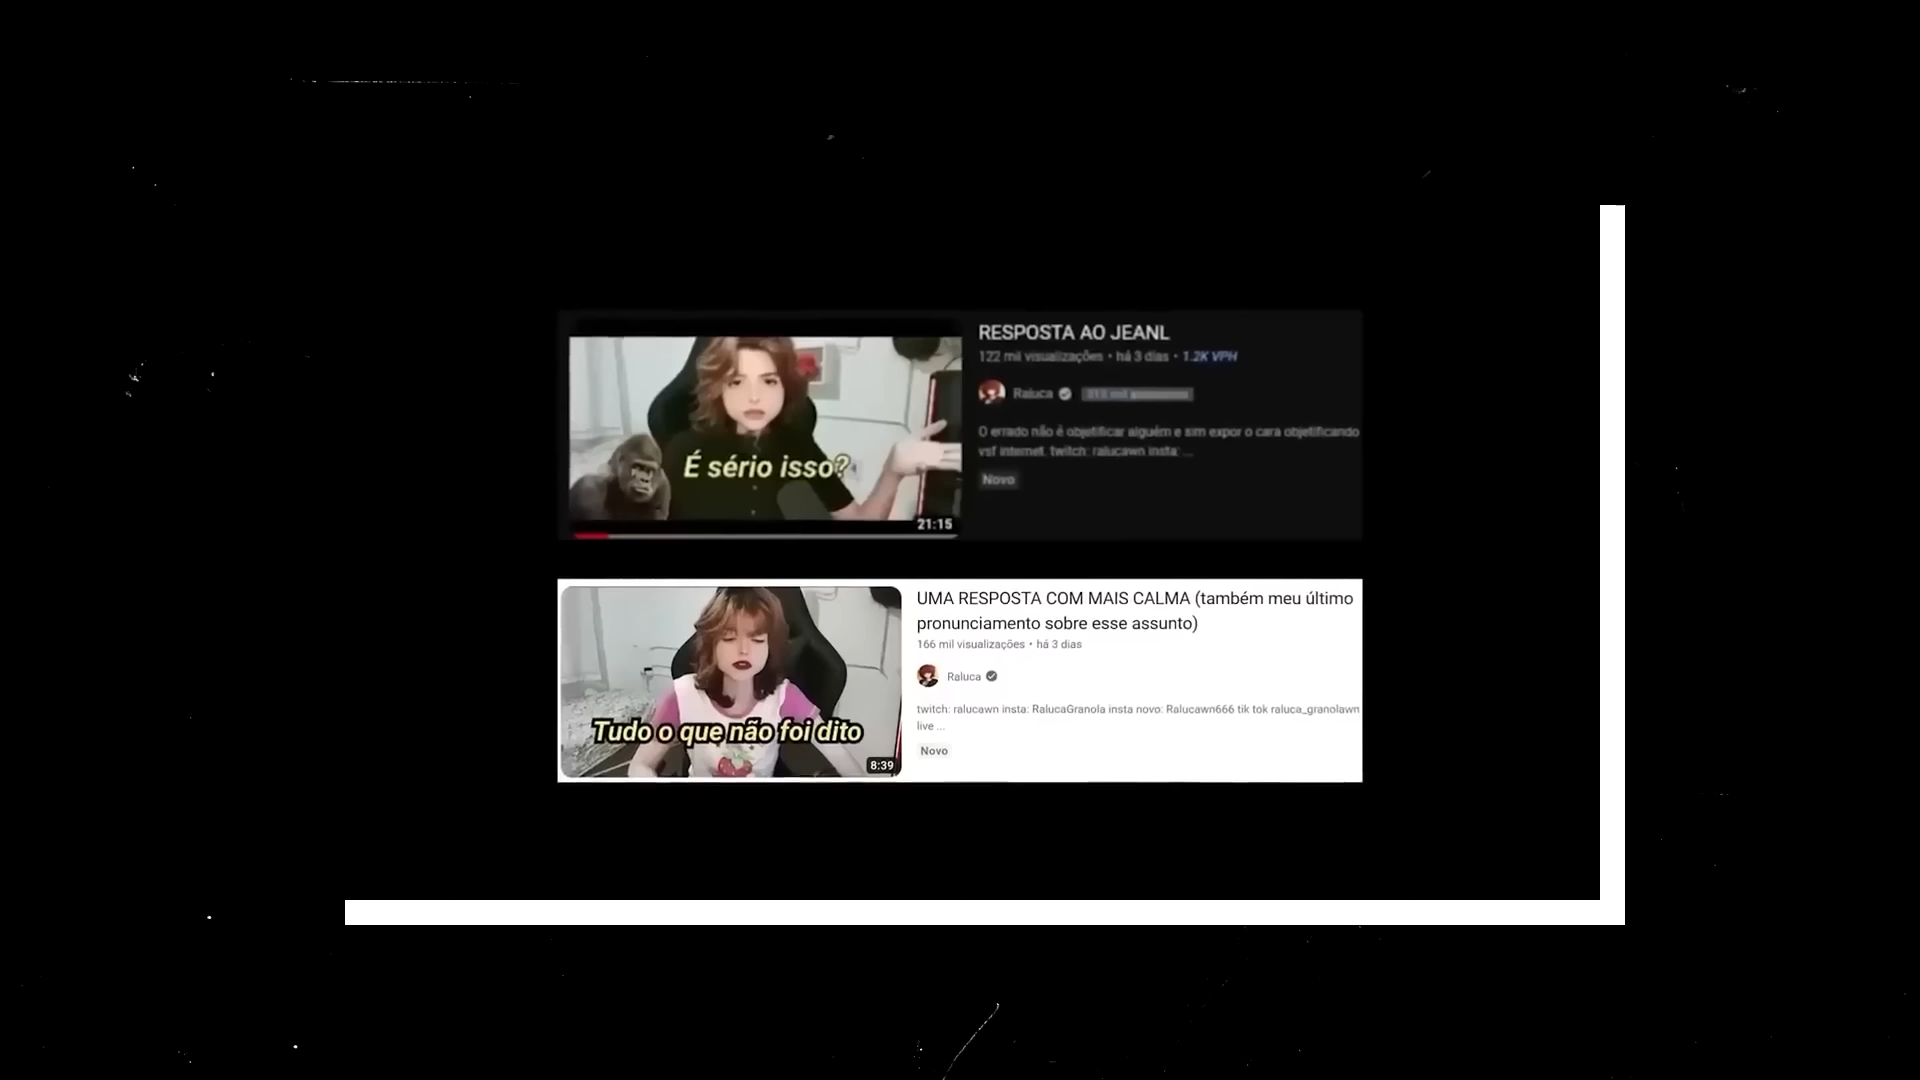 RESPOSTA AO JEANL
122 mil visualizações • há 3 dias • 1.2K VPH
Raluca
O errado não é objetificar alguém e sim expor o cara objetificando
vsf internet. twitch: ralucawn insta: ...
Novo
É sério isso?
21:15
UMA RESPOSTA COM MAIS CALMA (também meu último
pronunciamento sobre esse assunto)
166 mil visualizações • há 3 dias
Raluca
twitch: ralucawn insta: RalucaGranola insta novo: Ralucawn666 tik tok raluca_granolawn
live ...
Novo
Tudo o que não foi dito
8:39